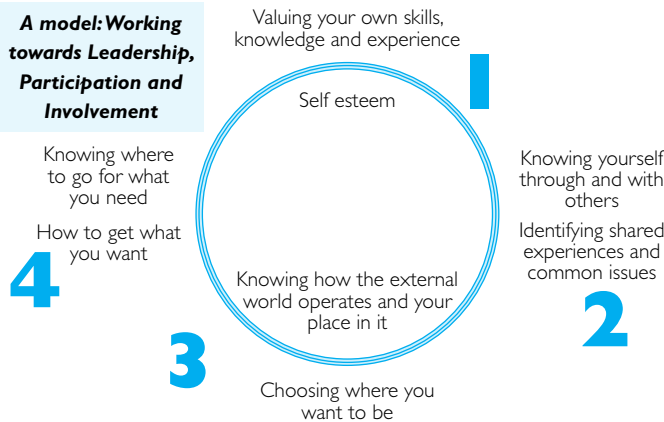 A model: Working
towards Leadership,
Participation and
Involvement
Valuing your own skills,
knowledge and experience
1
Self esteem
Knowing yourself
through and with
others
Identifying shared
experiences and
common issues
2
Knowing how the external
world operates and your
place in it
3
Choosing where you
want to be
Knowing where
to go for what
you need
How to get what
you want
4